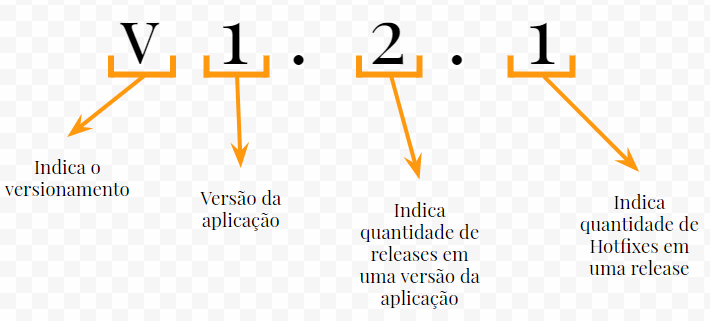 V 1 . 2 . 1
Indica o
versionamento
Versão da
aplicação
Indica
quantidade de
releases em
uma versão da
aplicação
Indica
quantidade de
Hotfixes em
uma release